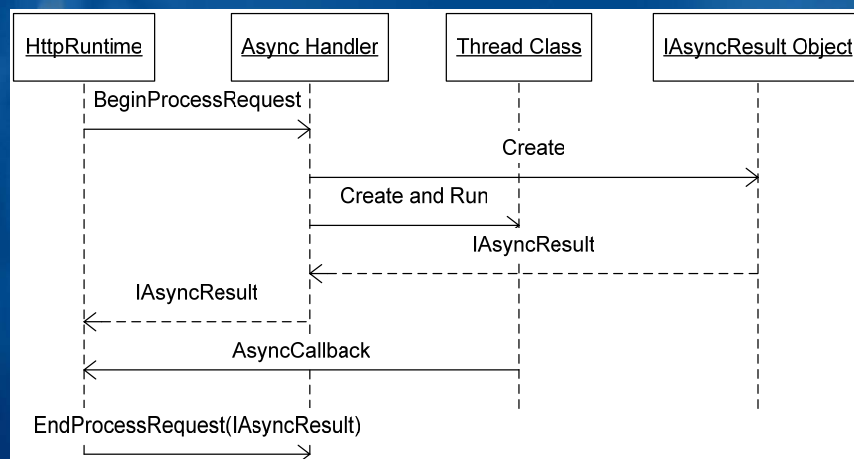 HttpRuntime
Async Handler
Thread Class
IAsyncResult Object
BeginProcessRequest
Create
Create and Run
IAsyncResult
IAsyncResult
AsyncCallback
EndProcessRequest(IAsyncResult)